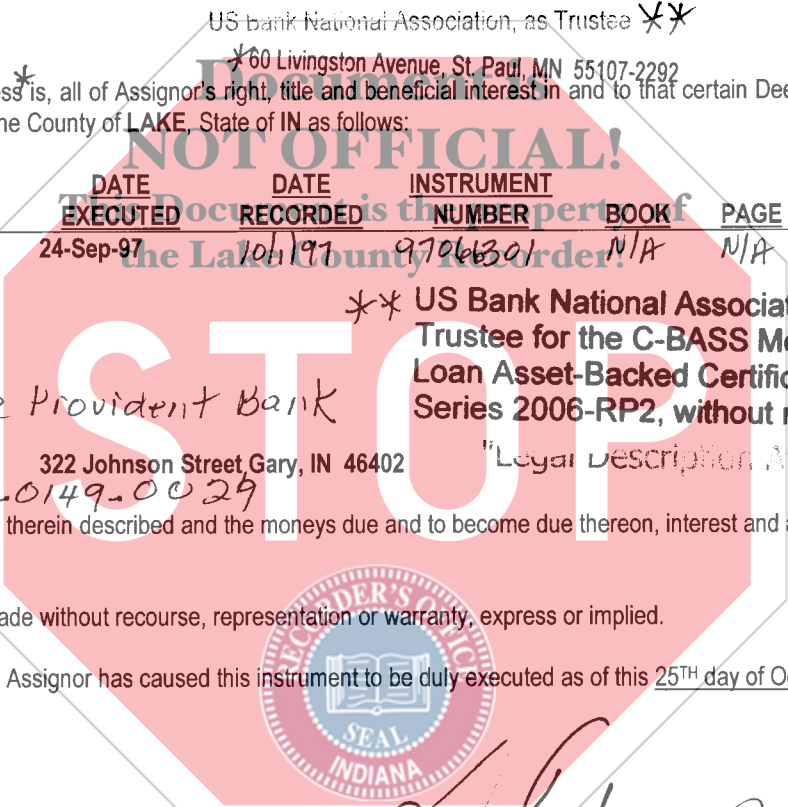 US bank National Association, as Trustee **
*60 Livingston Avenue, St. Paul, MN 55107-2292
ess* is, all of Assignor's right, title and beneficial interest in and to that certain Dee
he County of LAKE, State of IN as follows:
Document is
NOT OFFICIAL!
This Document is the property of
the Lake County Recorder!
DATE EXECUTED DATE RECORDED INSTRUMENT NUMBER BOOK PAGE
24-Sep-97 10/1/97 97066301 N/A N/A
** US Bank National Associat
Trustee for the C-BASS Mo
Loan Asset-Backed Certific
Series 2006-RP2, without r
e Provident Bank
322 Johnson Street,Gary, IN 46402
"Legal Description A
-0149-0029
therein described and the moneys due and to become due thereon, interest and a
STOP
ade without recourse, representation or warranty, express or implied.
Assignor has caused this instrument to be duly executed as of this 25TH day of O
RECORDER'S OFFICE
SEAL
INDIANA